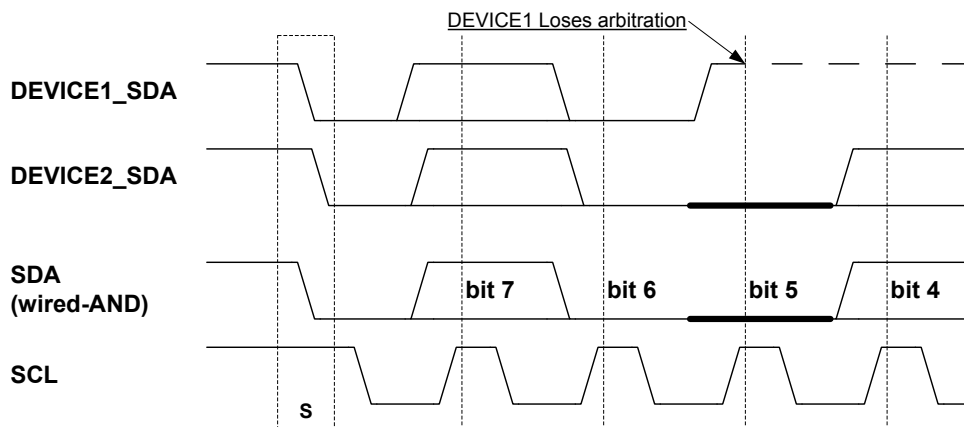 DEVICE1 Loses arbitration
DEVICE1_SDA
DEVICE2_SDA
SDA
(wired-AND)
bit 7 bit 6 bit 5 bit 4
SCL
S